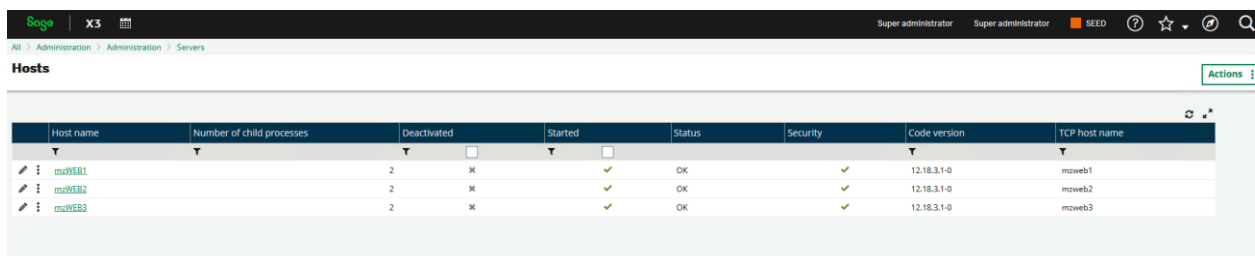 Sage X3 Super administrator Super administrator SEED
All > Administration > Administration > Servers
Hosts
Actions
Host name Number of child processes Deactivated Started Status Security Code version TCP host name
mzWEB1 2 OK 12.18.3.1-0 mzweb1
mzWEB2 2 OK 12.18.3.1-0 mzweb2
mzWEB3 2 OK 12.18.3.1-0 mzweb3